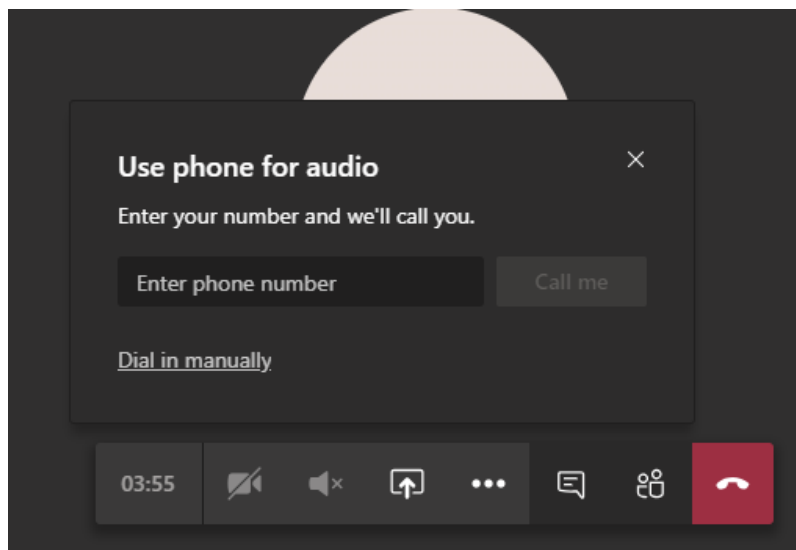 Use phone for audio
Enter your number and we'll call you.
Enter phone number
Call me
Dial in manually
03:55